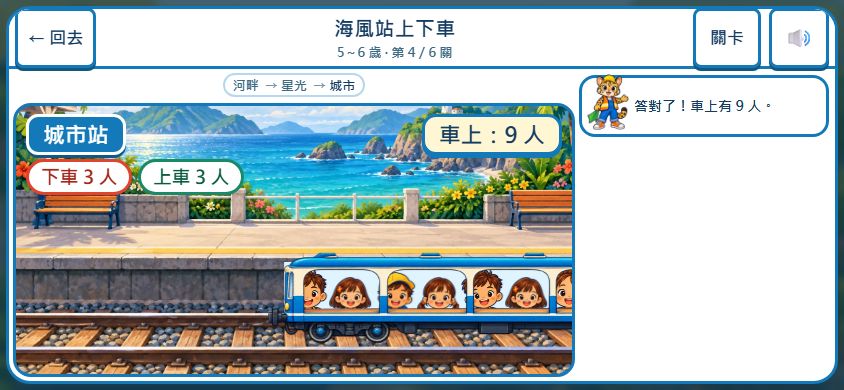 ← 回去
海風站上下車
5~6歲·第4/6關
關卡
河畔 → 星光 → 城市
城市站
車上：9人
下車3人
上車3人
答對了！車上有9人。